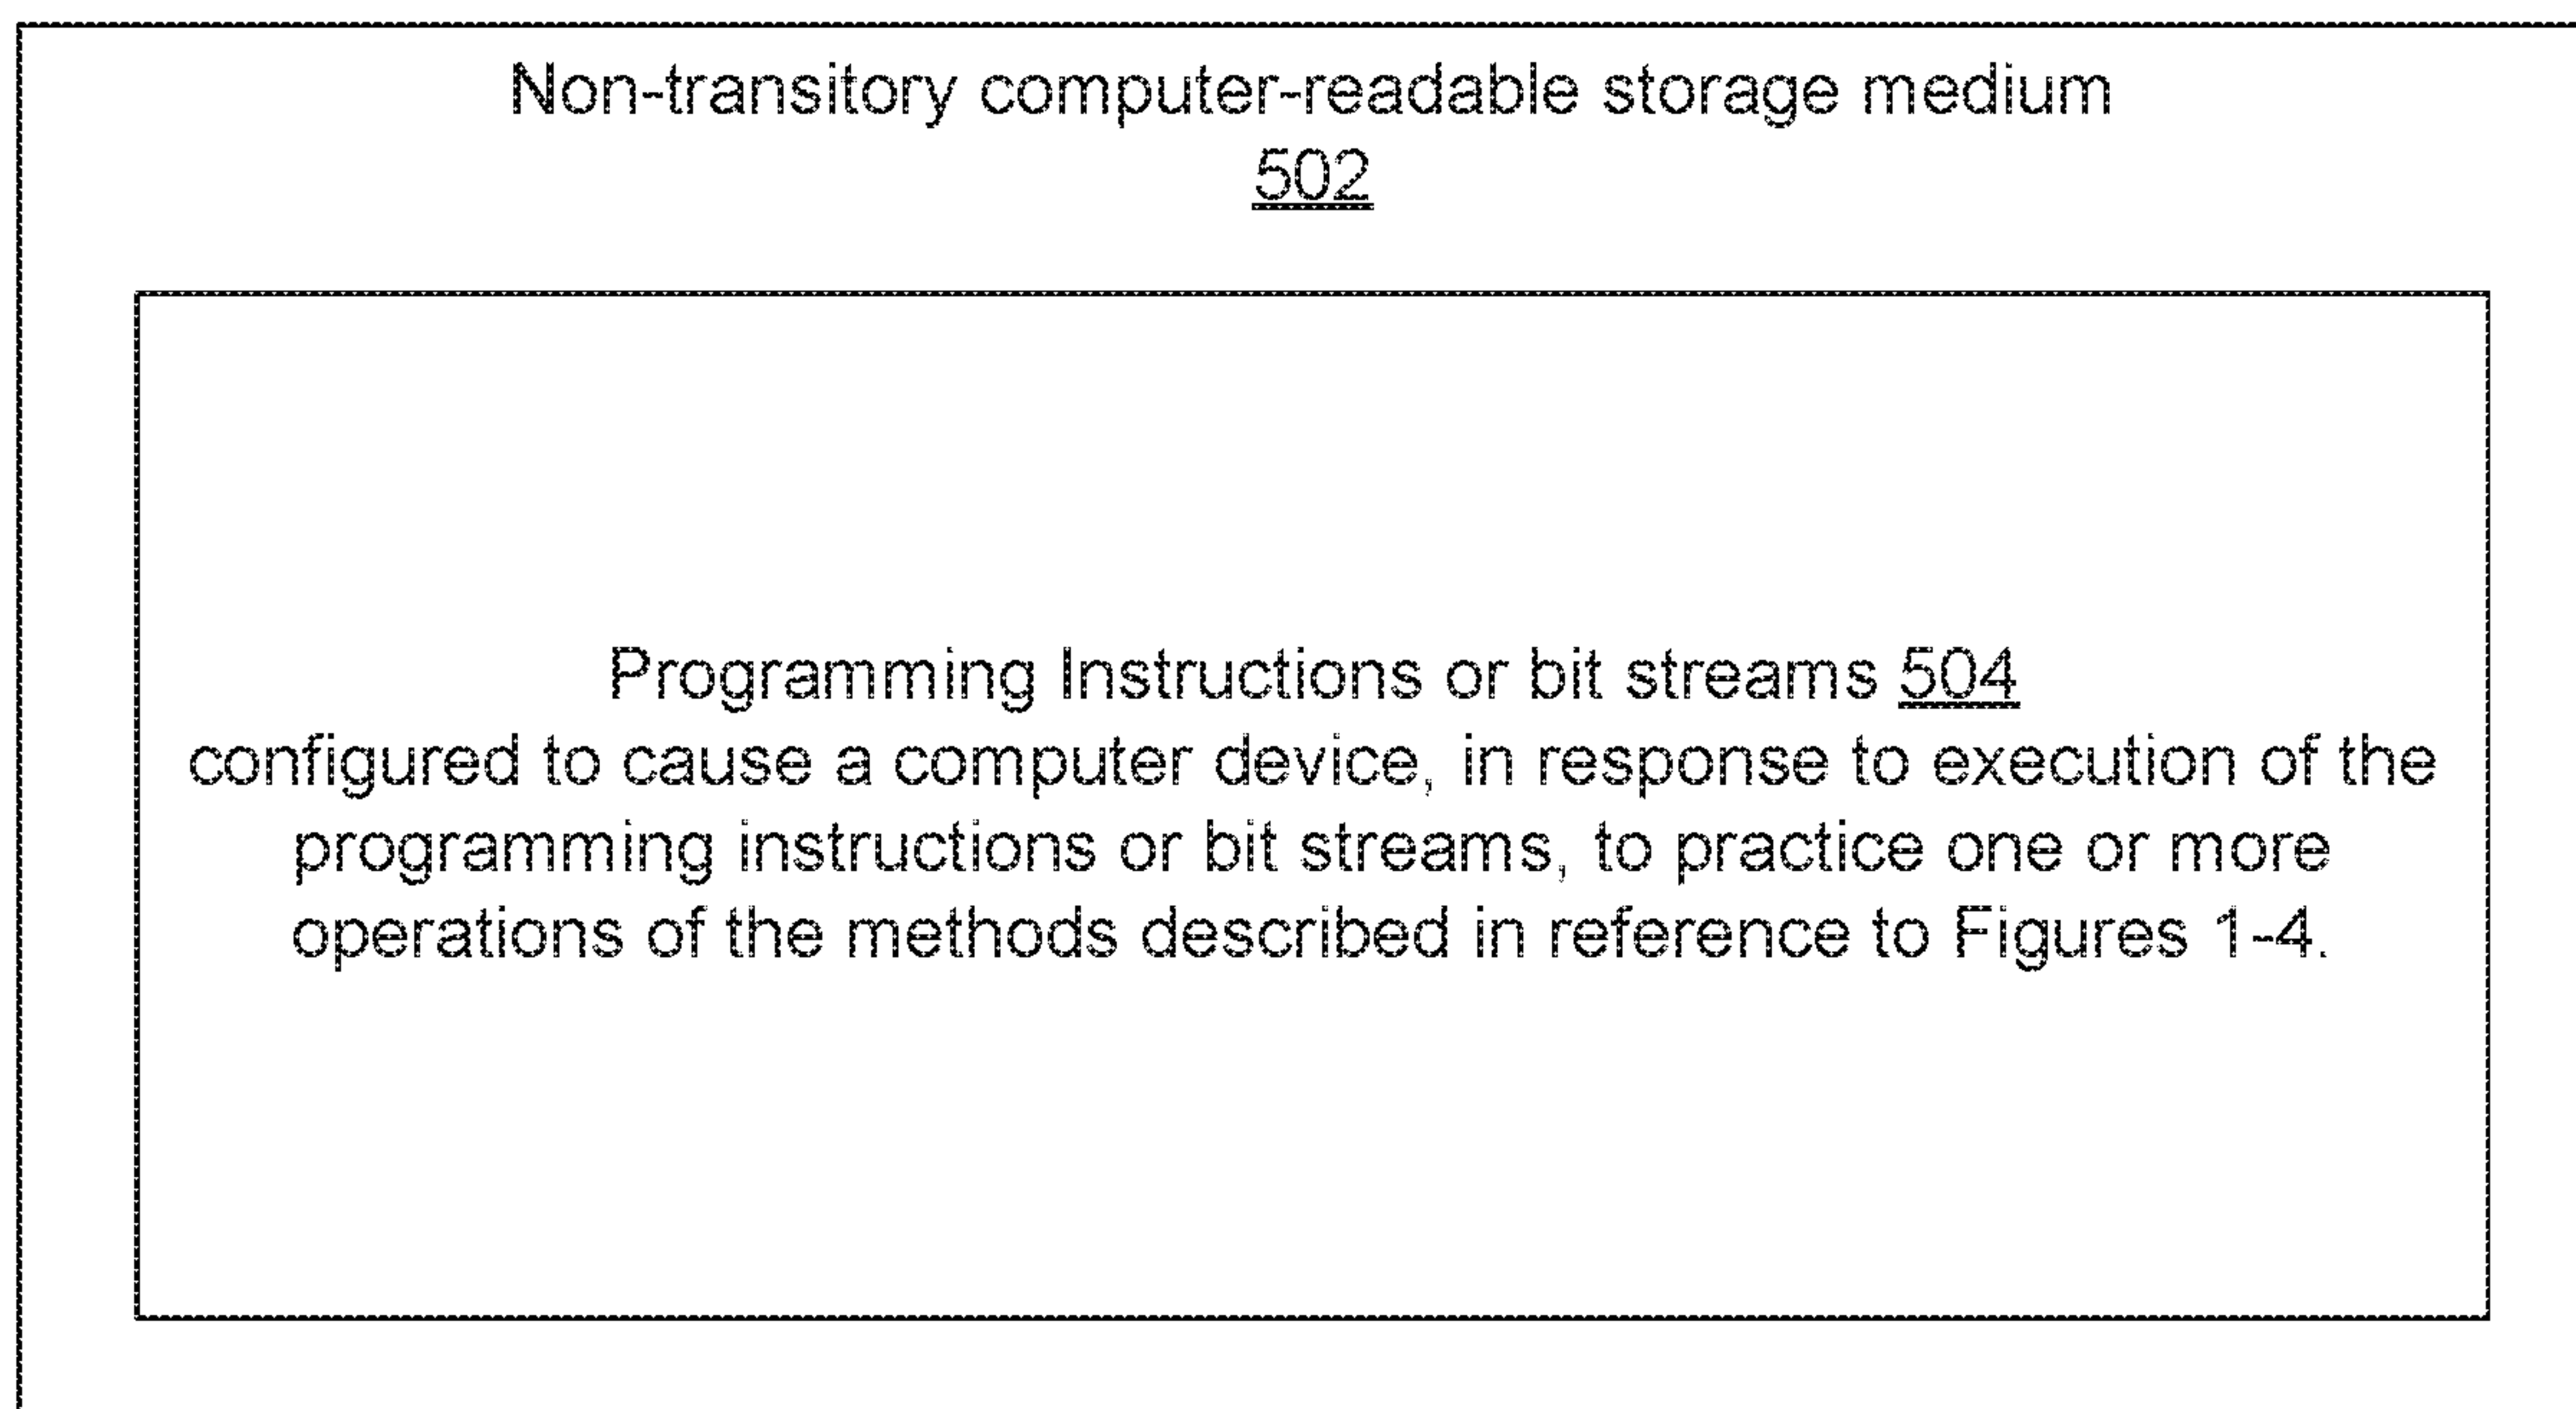 Non-transitory computer-readable storage medium
502
Programming Instructions or bit streams 504
configured to cause a computer device, in response to execution of the
programming instructions or bit streams, to practice one or more
operations of the methods described in reference to Figures 1-4.